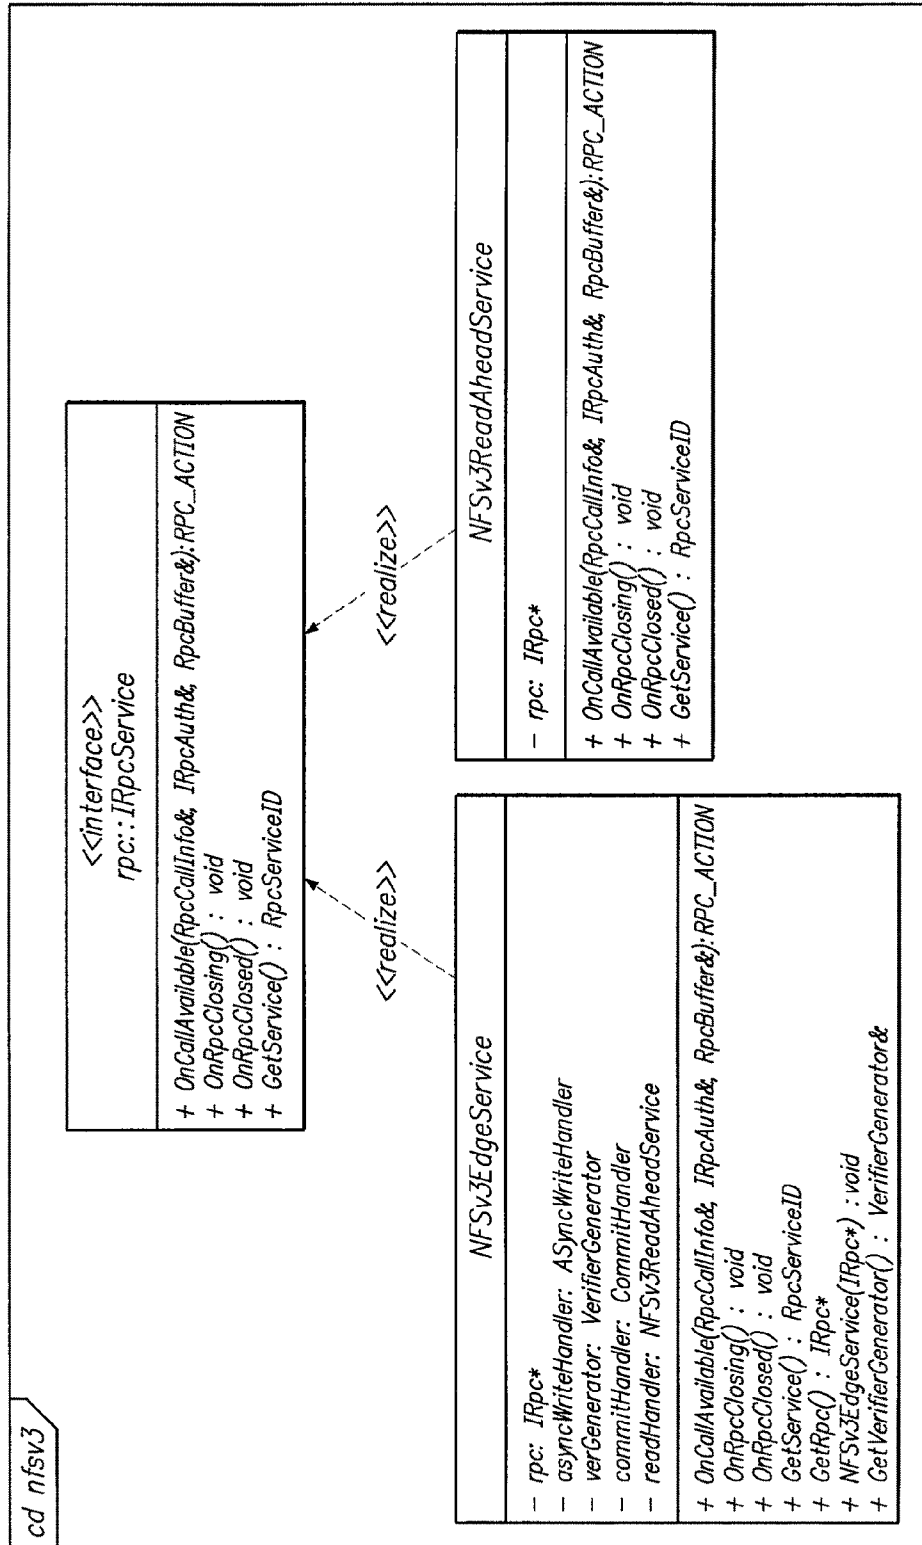 cd nfsv3
<<interface>>
rpc::IRpcService
+ OnCallAvailable(RpcCallInfo&, IRpcAuth&, RpcBuffer&):RPC_ACTION
+ OnRpcClosing() : void
+ OnRpcClosed() : void
+ GetService() : RpcServiceID
<<realize>>
<<realize>>
NFSv3EdgeService
- rpc: IRpc*
- asyncWriteHandler: ASyncWriteHandler
- verGenerator: VerifierGenerator
- commitHandler: CommitHandler
- readHandler: NFSv3ReadAheadService
+ OnCallAvailable(RpcCallInfo&, IRpcAuth&, RpcBuffer&):RPC_ACTION
+ OnRpcClosing() : void
+ OnRpcClosed() : void
+ GetService() : RpcServiceID
+ GetRpc() : IRpc*
+ NFSv3EdgeService(IRpc*) : void
+ GetVerifierGenerator() : VerifierGenerator&
NFSv3ReadAheadService
- rpc: IRpc*
+ OnCallAvailable(RpcCallInfo&, IRpcAuth&, RpcBuffer&):RPC_ACTION
+ OnRpcClosing() : void
+ OnRpcClosed() : void
+ GetService() : RpcServiceID